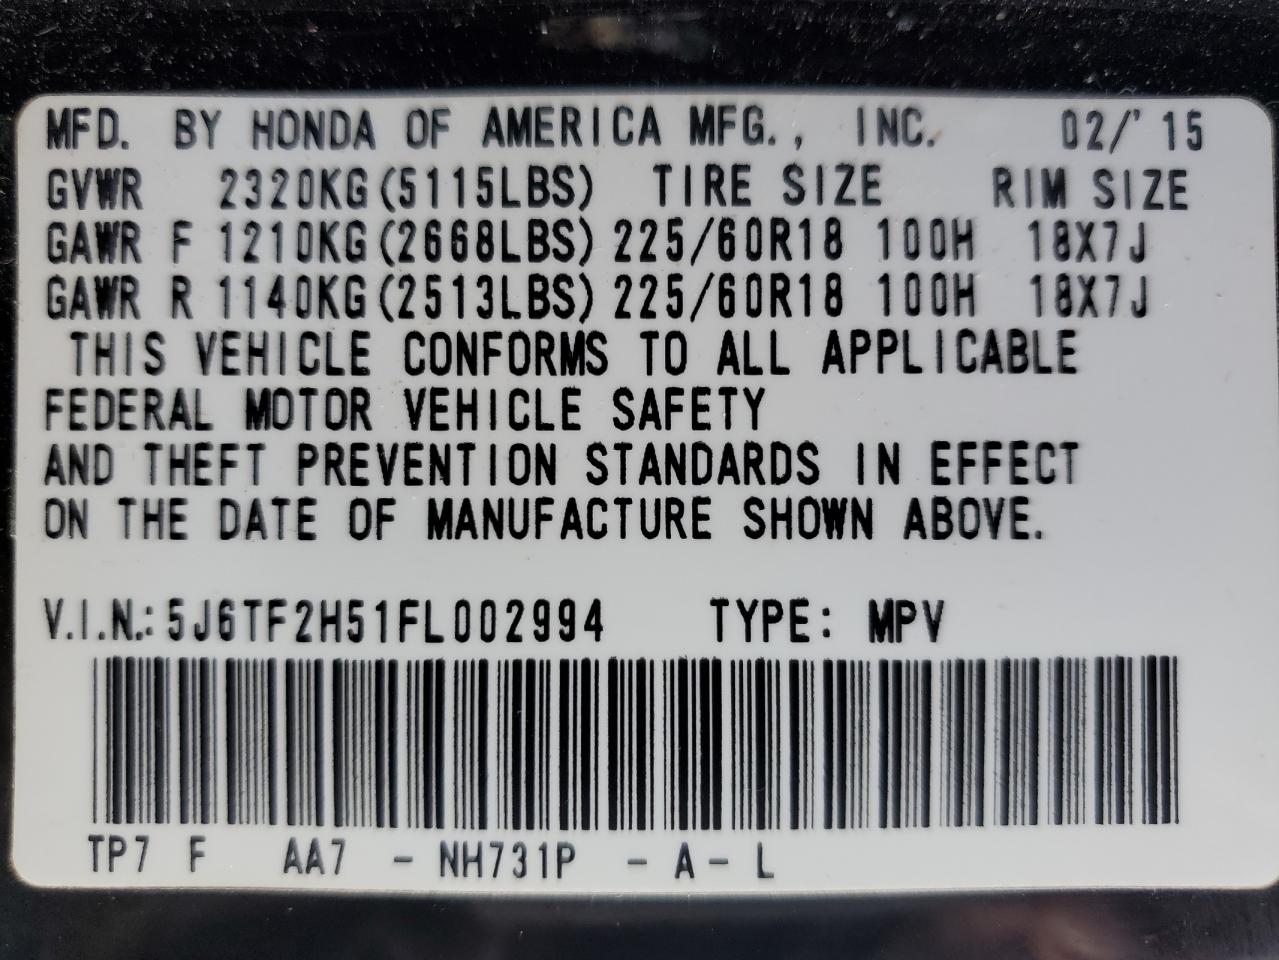 MFD. BY HONDA OF AMERICA MFG., INC. 02/'15
GVWR 2320KG(5115LBS) TIRE SIZE RIM SIZE
GAWR F 1210KG(2668LBS) 225/60R18 100H 18X7J
GAWR R 1140KG(2513LBS) 225/60R18 100H 18X7J
THIS VEHICLE CONFORMS TO ALL APPLICABLE
FEDERAL MOTOR VEHICLE SAFETY
AND THEFT PREVENTION STANDARDS IN EFFECT
ON THE DATE OF MANUFACTURE SHOWN ABOVE.
V.I.N.: 5J6TF2H51FL002994 TYPE: MPV
TP7 F AA7 - NH731P - A - L